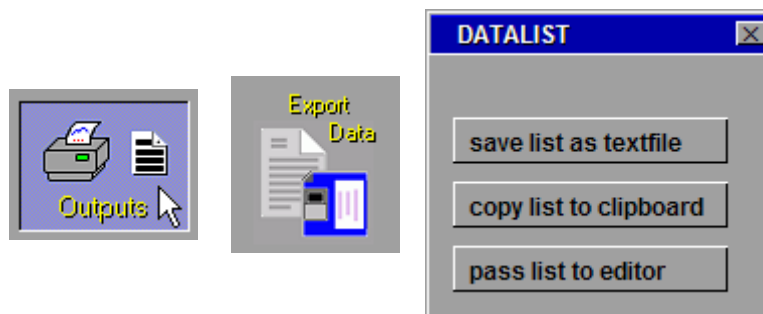 Outputs
Export
Data
DATALIST
save list as textfile
copy list to clipboard
pass list to editor